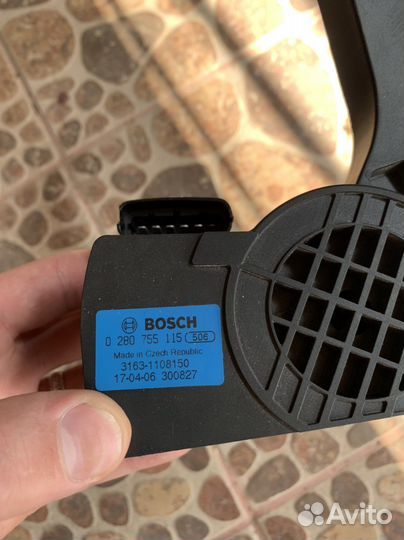 BOSCH
0 280 755 115 506
Made in Czech Republic
3163-1108150
17-04-06 300827
Avito